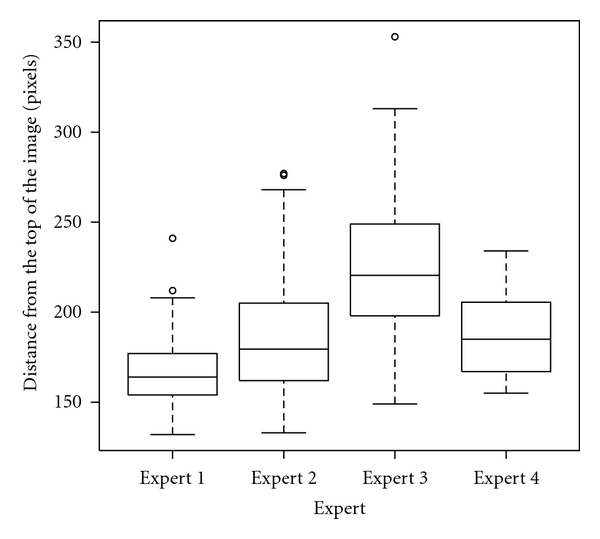 350
300
250
200
150
Distance from the top of the image (pixels)
Expert 1 Expert 2 Expert 3 Expert 4
Expert